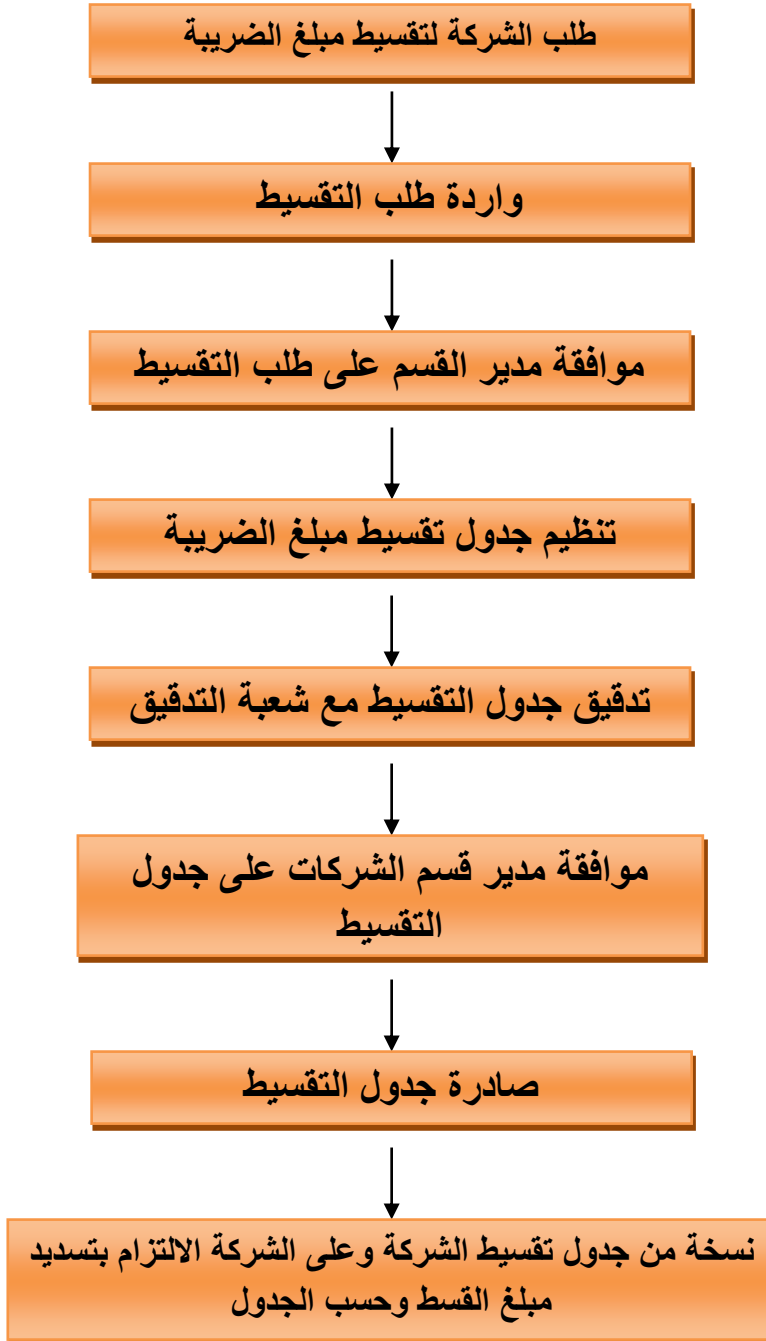 طلب الشركة لتقسيط مبلغ الضريبة
واردة طلب التقسيط
موافقة مدير القسم على طلب التقسيط
تنظيم جدول تقسيط مبلغ الضريبة
تدقيق جدول التقسيط مع شعبة التدقيق
موافقة مدير قسم الشركات على جدول
التقسيط
صادرة جدول التقسيط
نسخة من جدول تقسيط الشركة وعلى الشركة الالتزام بتسديد
مبلغ القسط وحسب الجدول